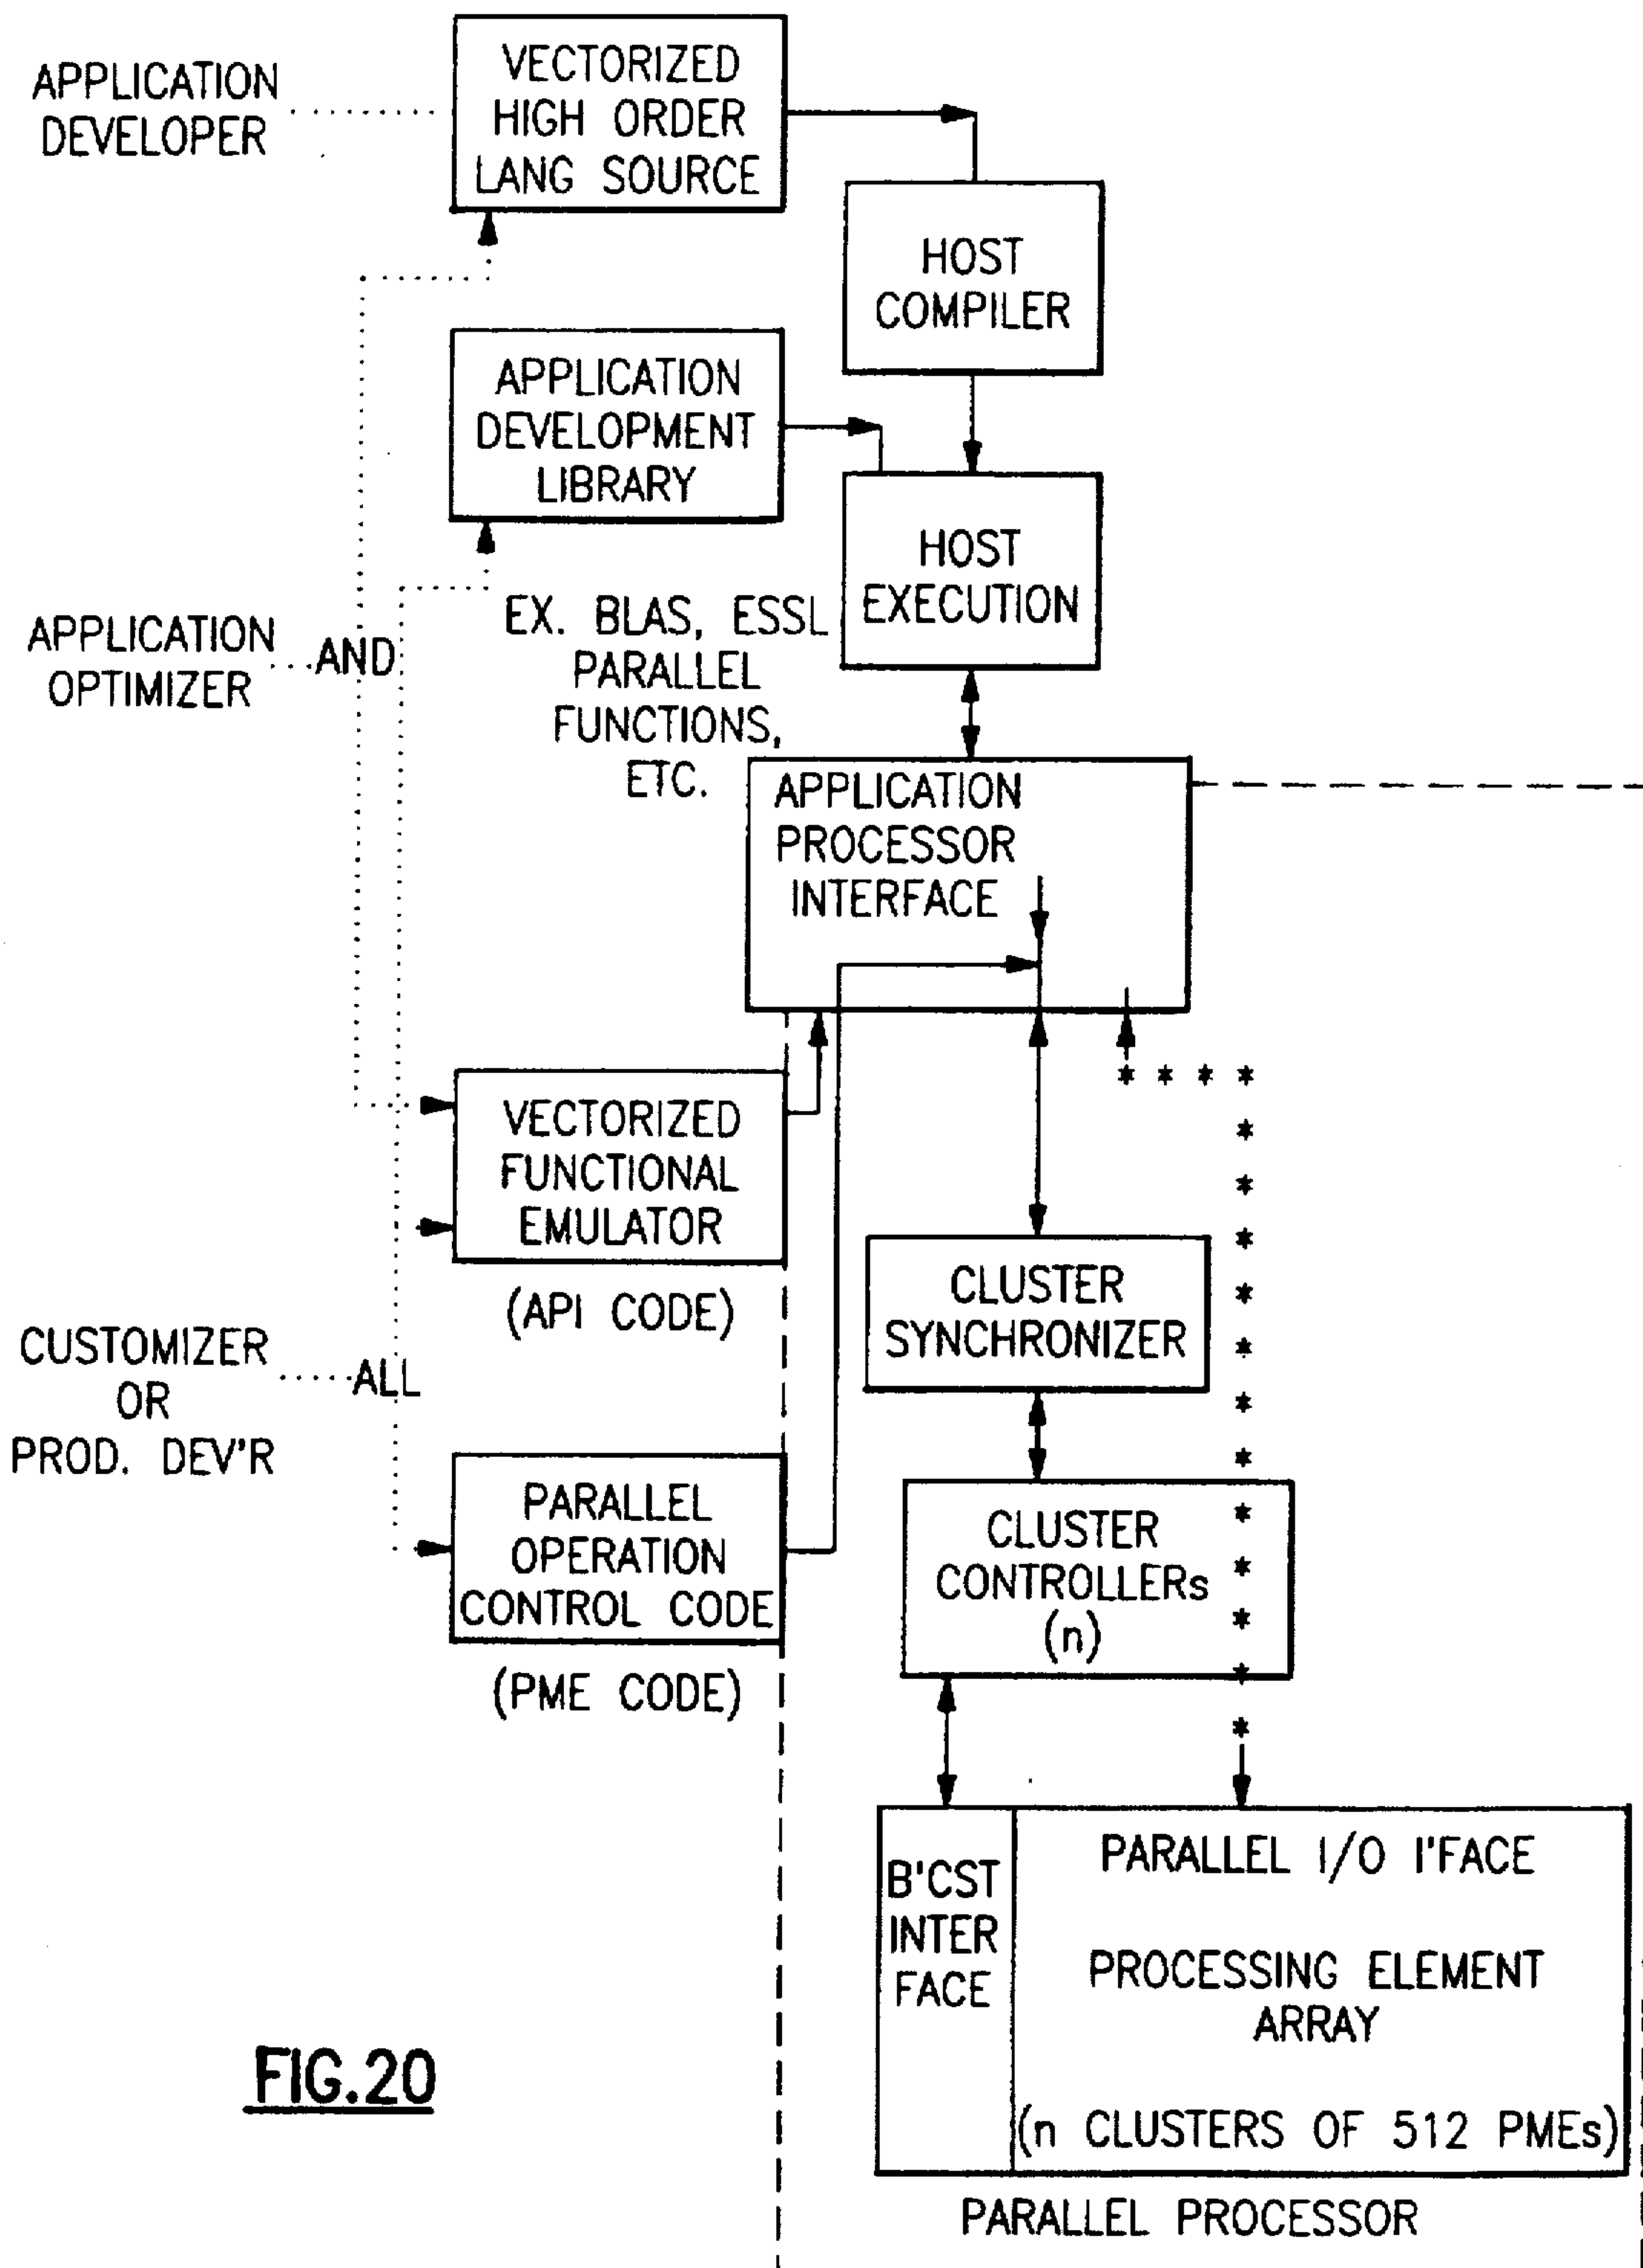 APPLICATION
DEVELOPER
VECTORIZED
HIGH ORDER
LANG SOURCE
HOST
COMPILER
APPLICATION
DEVELOPMENT
LIBRARY
HOST
EXECUTION
EX. BLAS, ESSL
PARALLEL
FUNCTIONS,
ETC.
APPLICATION
OPTIMIZER
AND
APPLICATION
PROCESSOR
INTERFACE
VECTORIZED
FUNCTIONAL
EMULATOR
(API CODE)
CLUSTER
SYNCHRONIZER
CUSTOMIZER
OR
PROD. DEV'R
ALL
PARALLEL
OPERATION
CONTROL CODE
(PME CODE)
CLUSTER
CONTROLLERs
(n)
B'CST
INTER
FACE
PARALLEL I/O I'FACE
PROCESSING ELEMENT
ARRAY
(n CLUSTERS OF 512 PMEs)
PARALLEL PROCESSOR
FIG.20